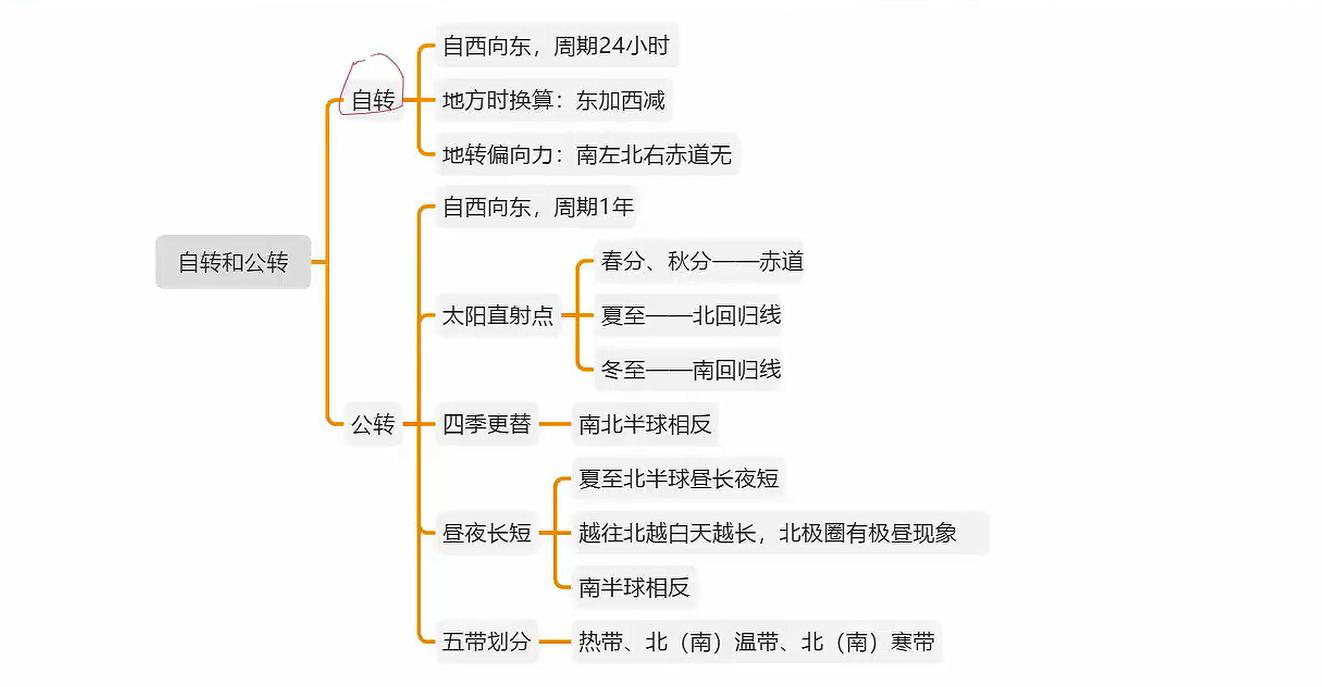 自西向东，周期24小时
自转
地方时换算：东加西减
地转偏向力：南左北右赤道无
自西向东，周期1年
自转和公转
春分、秋分——赤道
太阳直射点
夏至——北回归线
冬至——南回归线
公转
四季更替
南北半球相反
夏至北半球昼长夜短
昼夜长短
越往北越白天越长，北极圈有极昼现象
南半球相反
五带划分
热带、北（南）温带、北（南）寒带